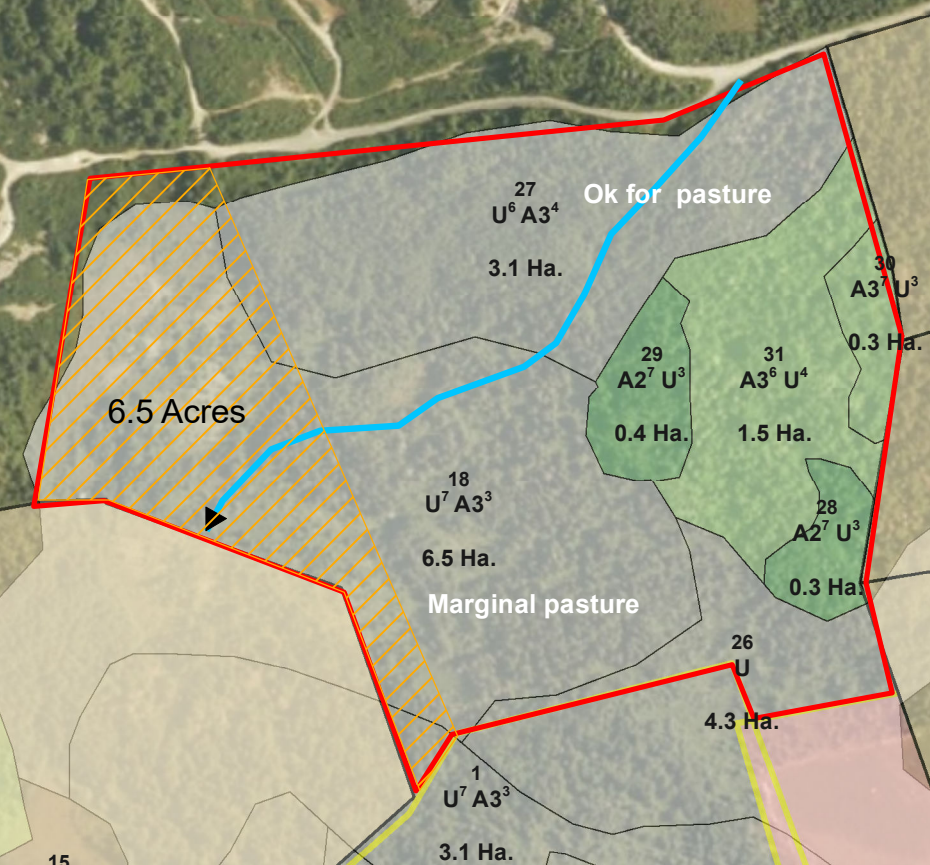 27
U⁶ A3⁴
3.1 Ha.
Ok for pasture
30
A3⁷ U³
0.3 Ha.
29
A2⁷ U³
0.4 Ha.
31
A3⁶ U⁴
1.5 Ha.
6.5 Acres
18
U⁷ A3³
6.5 Ha.
28
A2⁷ U³
0.3 Ha.
Marginal pasture
26
U
4.3 Ha.
1
U⁷ A3³
3.1 Ha.
15